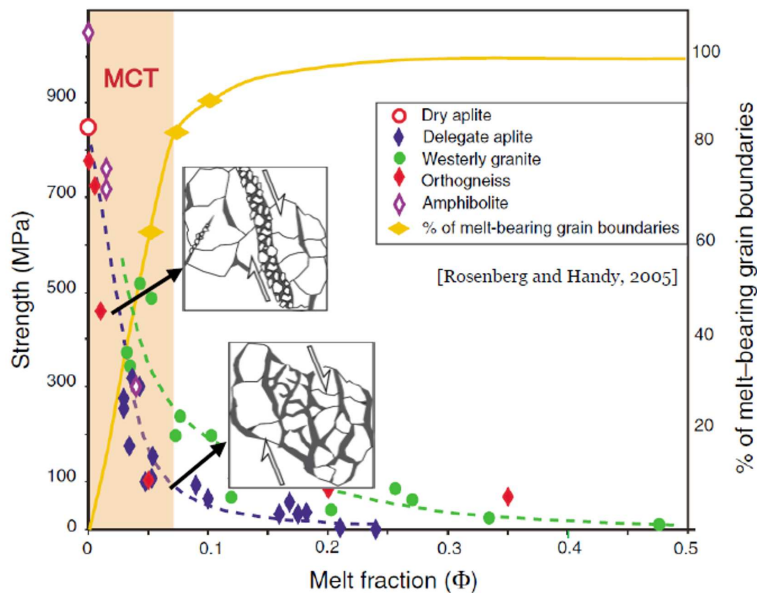 MCT
Dry aplite
Delegate aplite
Westerly granite
Orthogneiss
Amphibolite
% of melt-bearing grain boundaries
[Rosenberg and Handy, 2005]
Strength (MPa)
900
700
500
300
100
0
0
0.1
0.2
0.3
0.4
0.5
Melt fraction (Φ)
100
80
60
40
20
% of melt–bearing grain boundaries